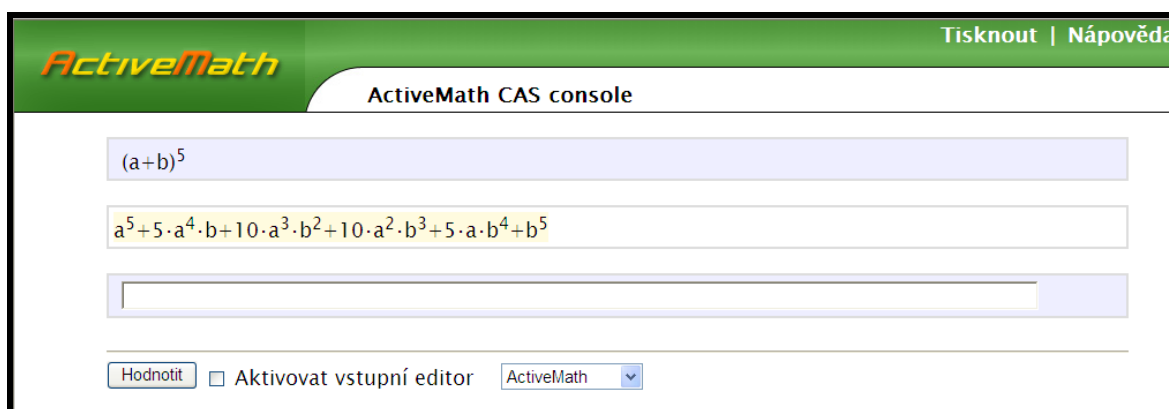 Tisknout | Nápověda
ActiveMath
ActiveMath CAS console
(a+b)⁵
a⁵+5·a⁴·b+10·a³·b²+10·a²·b³+5·a·b⁴+b⁵
Hodnotit Aktivovat vstupní editor ActiveMath